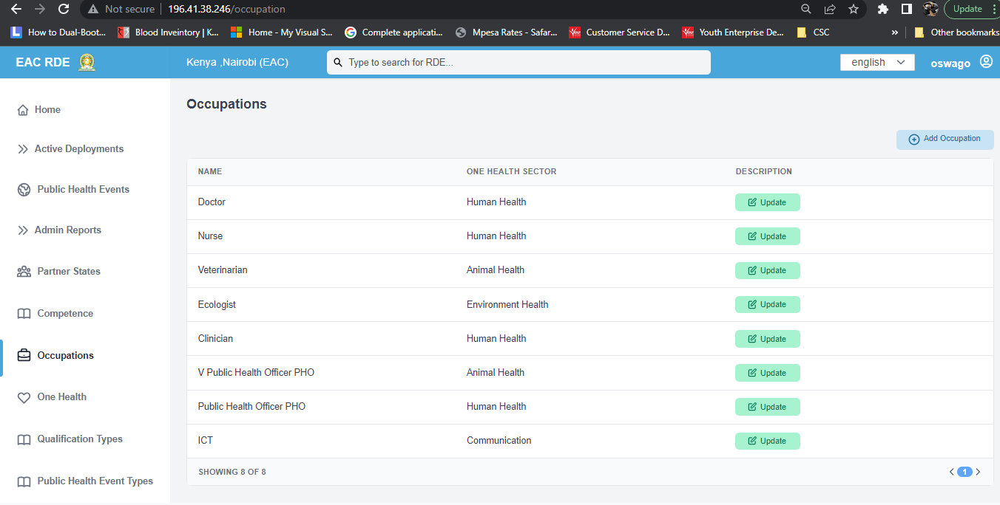 Not secure 196.41.38.246/occupation Update
How to Dual-Boot... Blood Inveintory | K... Home - My Visual S... Complete applicati... Mpesa Rates - Safar... Customer Service D... Youth Enterprise De... CSC » Other bookmarks
EAC RDE Kenya ,Nairobi (EAC) Type to search for RDE... english oswago
Occupations
Home
Add Occupation
Active Deployments
NAME ONE HEALTH SECTOR DESCRIPTION
Public Health Events
Doctor Human Health Update
Admin Reports
Nurse Human Health Update
Partner States
Veterinarian Animal Health Update
Ecologist Environment Health Update
Competence
Clinician Human Health Update
Occupations
V Public Health Officer PHO Animal Health Update
One Health
Public Health Officer PHO Human Health Update
Qualification Types
ICT Communication Update
SHOWING 8 OF 8 1
Public Health Event Types